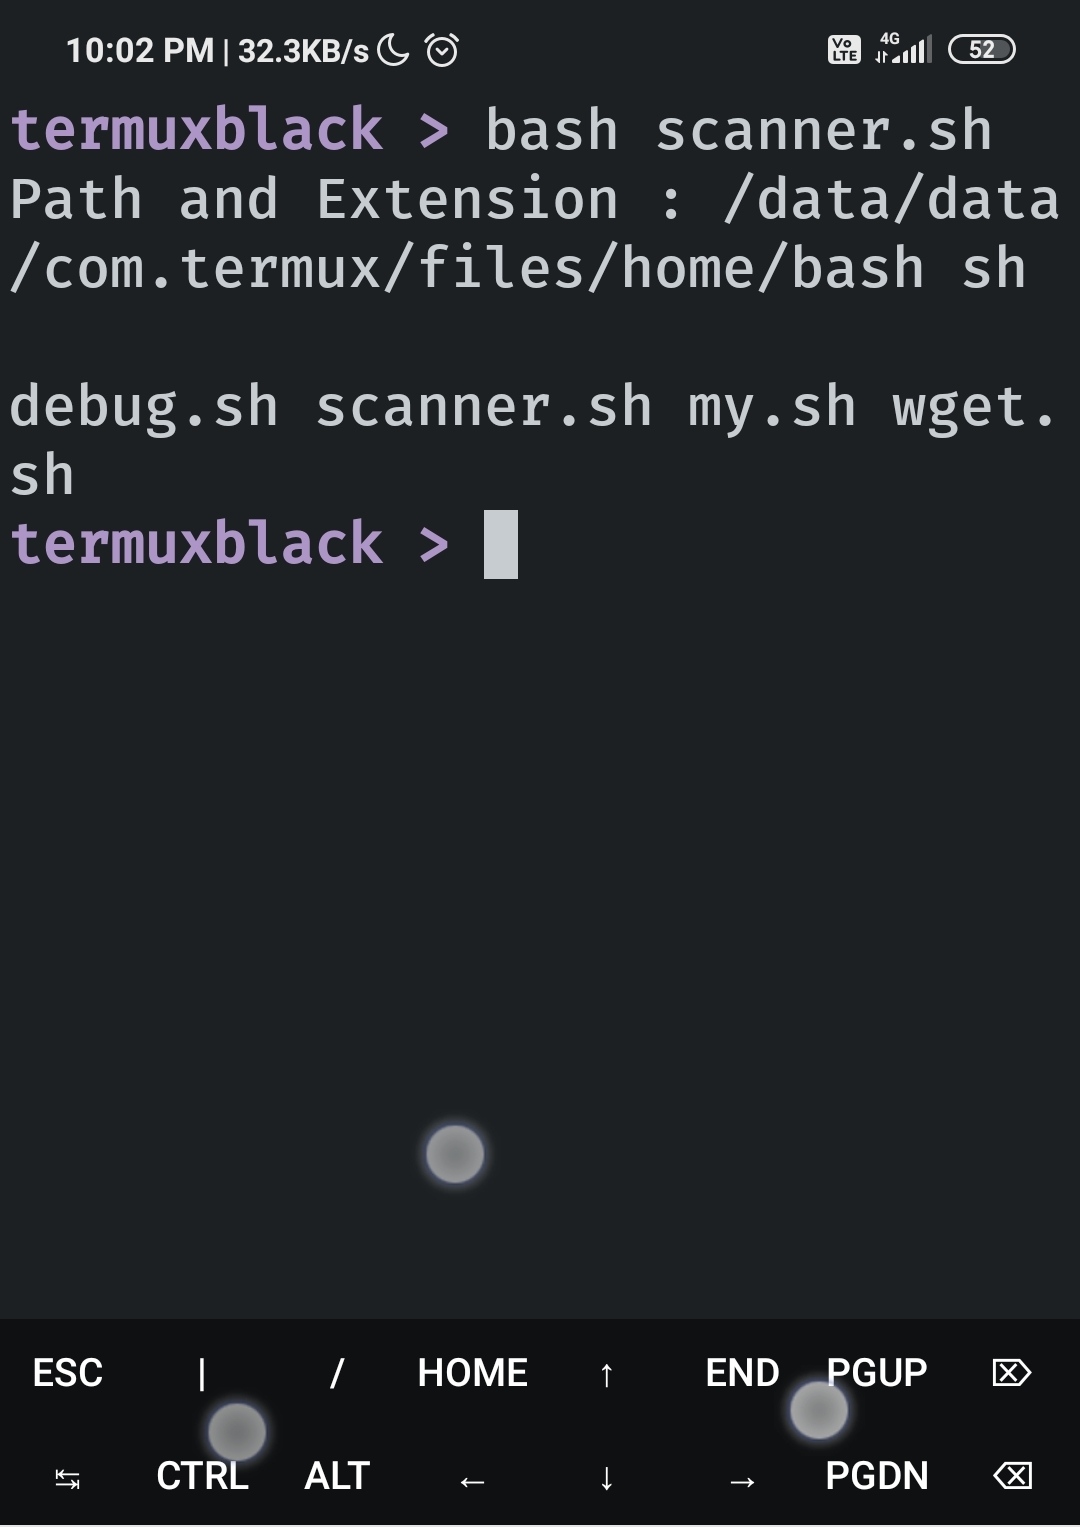 10:02 PM | 32.3KB/s Vo LTE 4G 52
termuxblack > bash scanner.sh
Path and Extension : /data/data
/com.termux/files/home/bash sh
debug.sh scanner.sh my.sh wget.
sh
termuxblack >
ESC | / HOME ↑ END PGUP ⌦
↹ CTRL ALT ← ↓ → PGDN ⌫